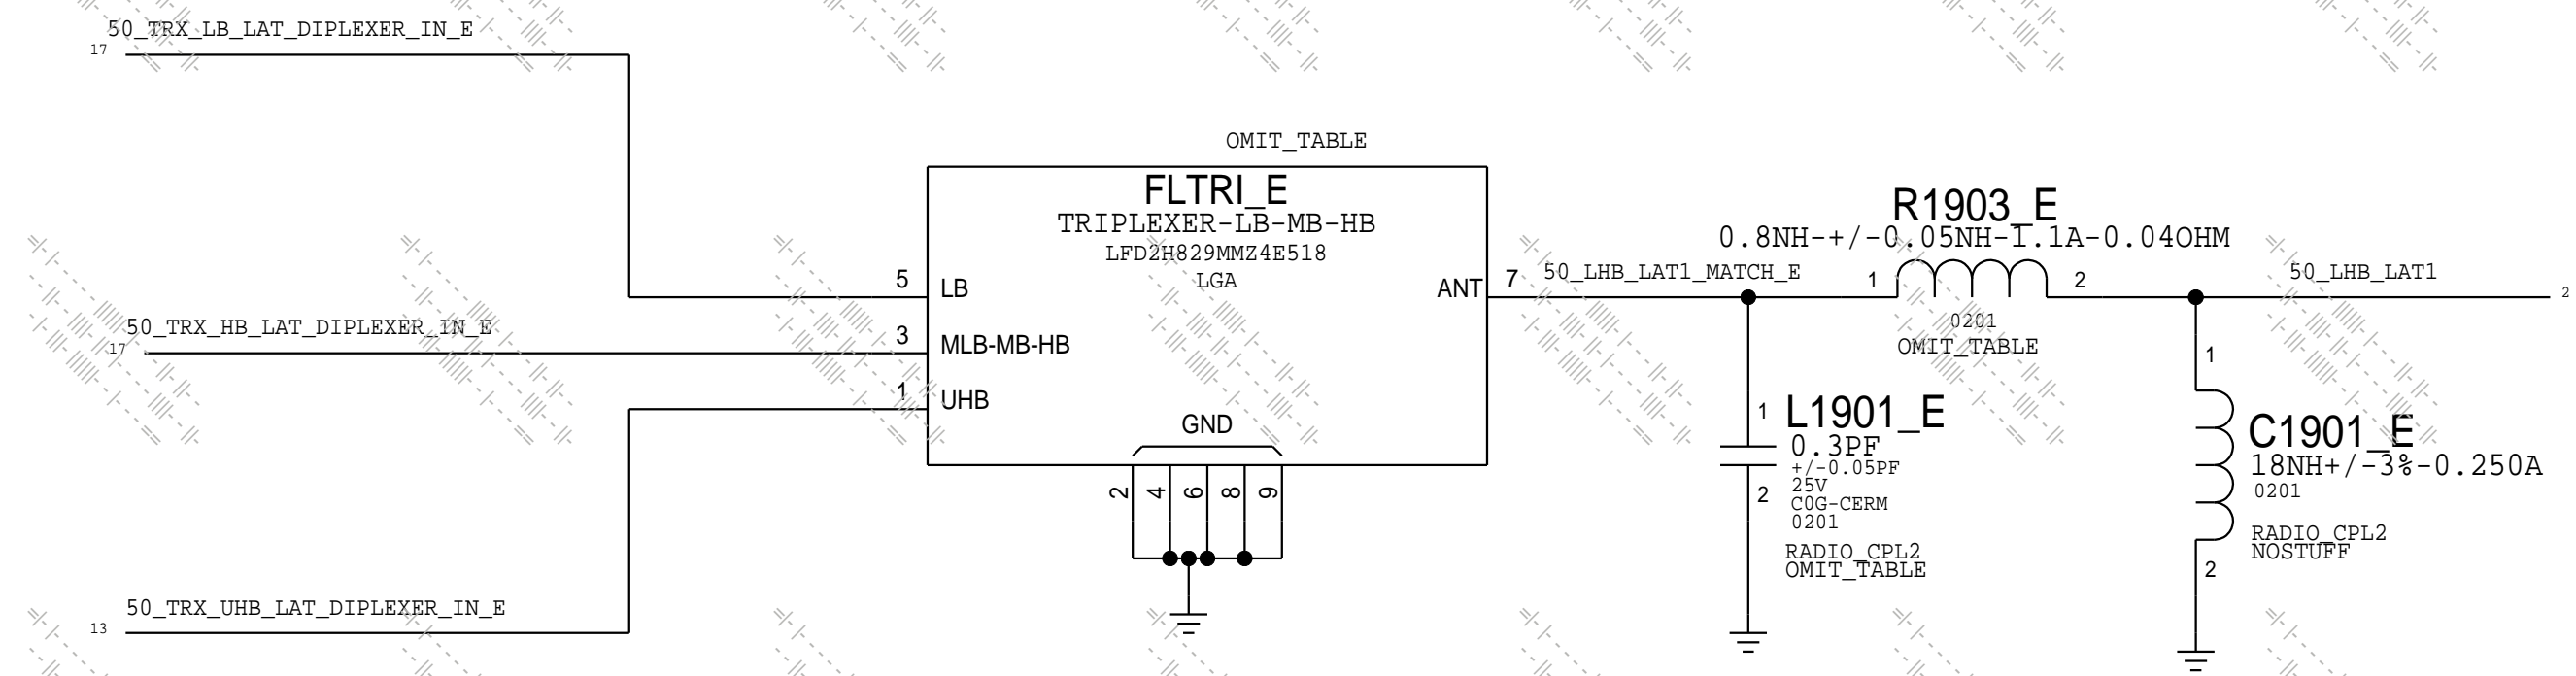 50_TRX_LB_LAT_DIPLEXER_IN_E
17
OMIT_TABLE
FLTRI_E
TRIPLEXER-LB-MB-HB
LFD2H829MMZ4E518
LGA
5
LB
50_TRX_HB_LAT_DIPLEXER_IN_E
17
3
MLB-MB-HB
1
UHB
ANT
7
GND
2
4
6
8
9
50_TRX_UHB_LAT_DIPLEXER_IN_E
13
50_LHB_LAT1_MATCH_E
R1903_E
0.8NH-+/-0.05NH-1.1A-0.04OHM
1
2
0201
OMIT_TABLE
50_LHB_LAT1
2
1
L1901_E
0.3PF
+/-0.05PF
25V
C0G-CERM
0201
2
RADIO_CPL2
OMIT_TABLE
1
C1901_E
18NH+/-3%-0.250A
0201
RADIO_CPL2
NOSTUFF
2